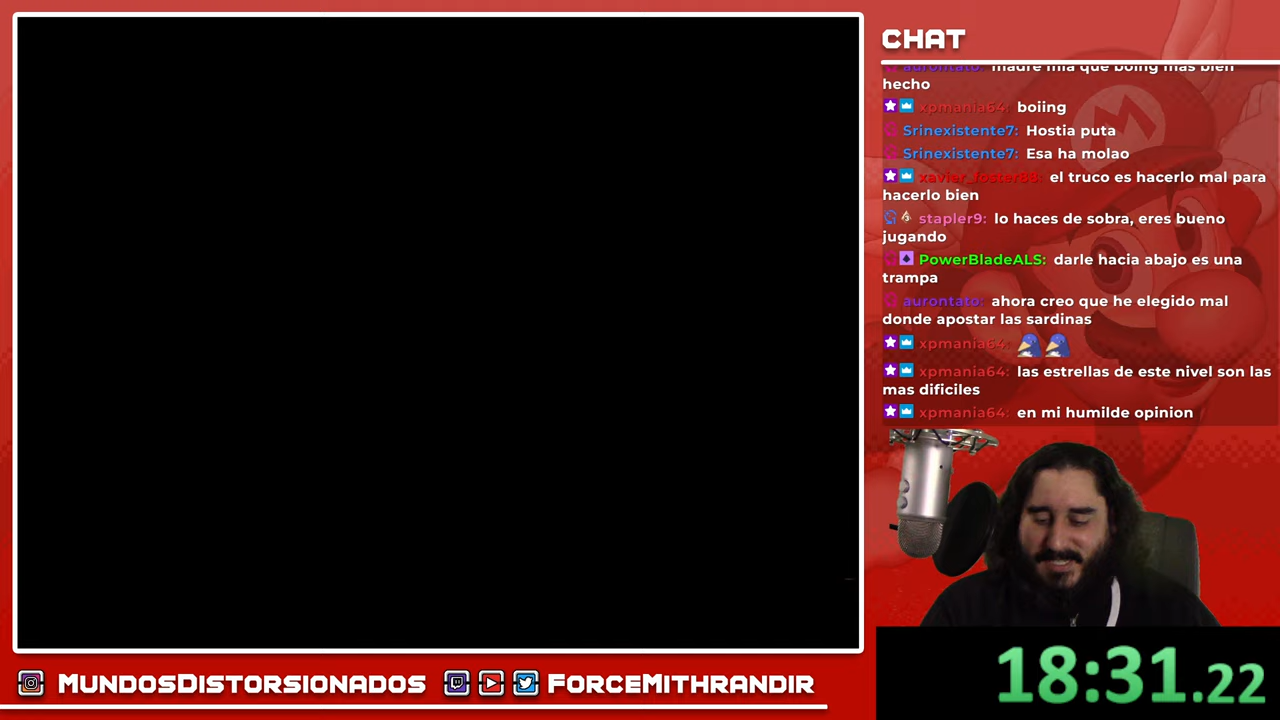 CHAT
aurontato: madre mia que boing mas bien
hecho
xpmania64: boiing
Srinexistente7: Hostia puta
Srinexistente7: Esa ha molao
xavier_foster88: el truco es hacerlo mal para
hacerlo bien
stapler9: lo haces de sobra, eres bueno
jugando
PowerBladeALS: darle hacia abajo es una
trampa
aurontato: ahora creo que he elegido mal
donde apostar las sardinas
xpmania64:
xpmania64: las estrellas de este nivel son las
mas dificiles
xpmania64: en mi humilde opinion
18:31.22
MUNDOSDISTORSIONADOS FORCEMITHRANDIR